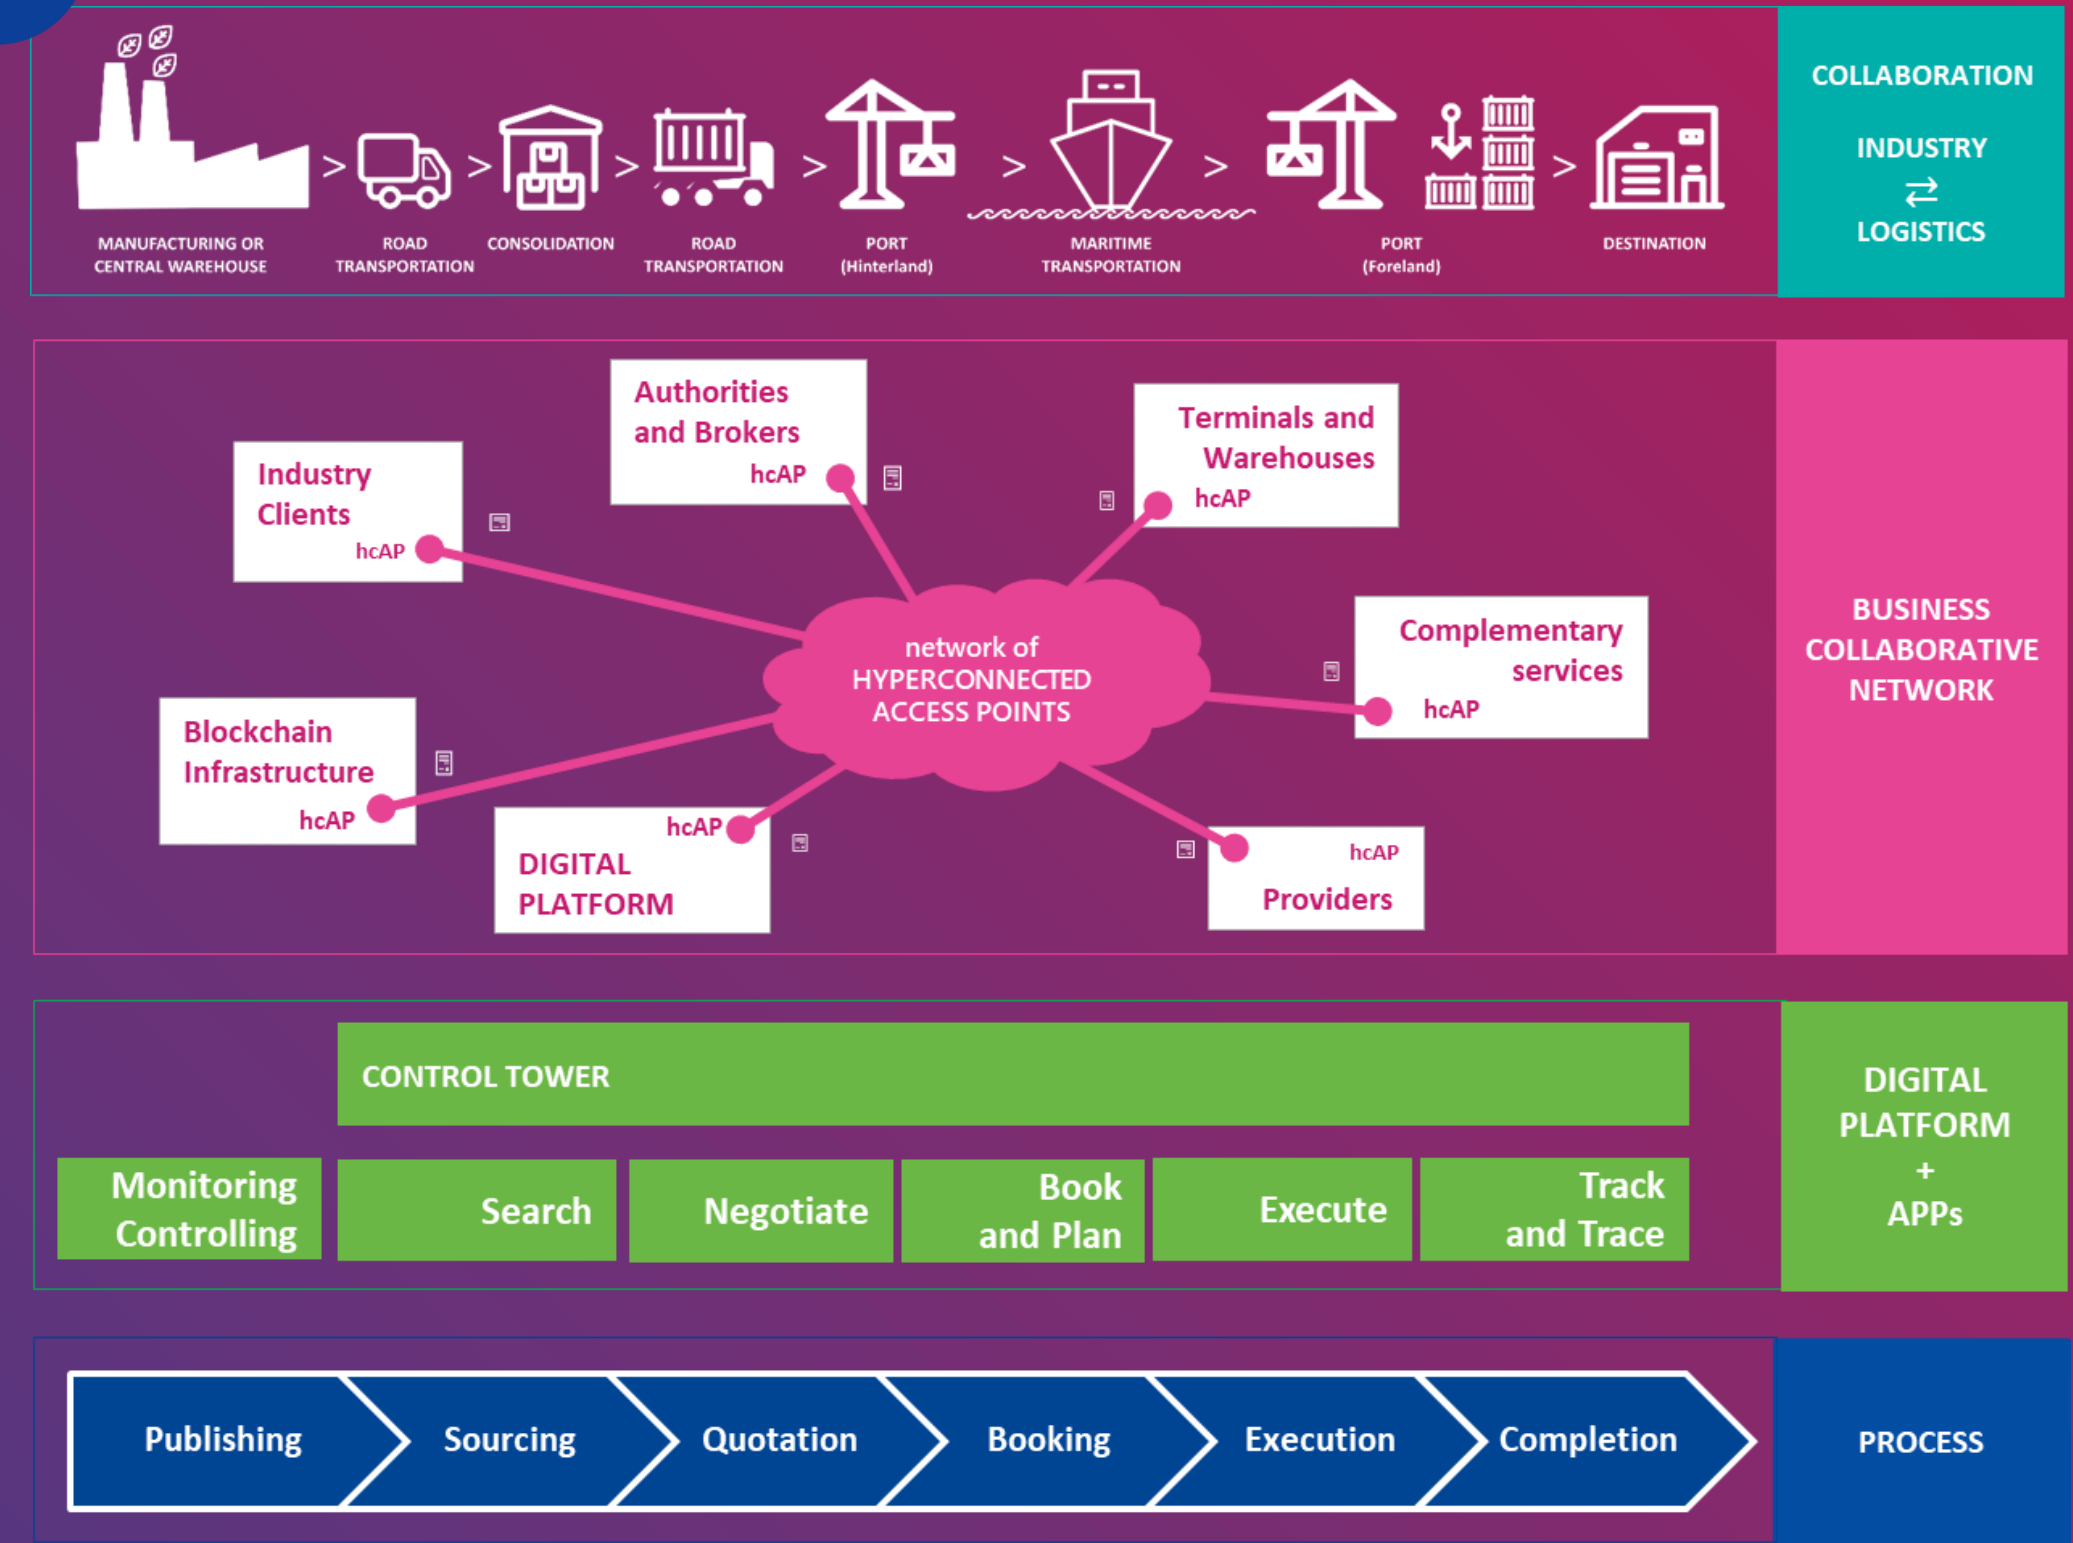 COLLABORATION
INDUSTRY
⇄
LOGISTICS
> > > > > > >
MANUFACTURING OR
CENTRAL WAREHOUSE
ROAD
TRANSPORTATION
CONSOLIDATION
ROAD
TRANSPORTATION
PORT
(Hinterland)
MARITIME
TRANSPORTATION
PORT
(Foreland)
DESTINATION
Authorities
and Brokers
hcAP
Terminals and
Warehouses
hcAP
Industry
Clients
hcAP
network of
HYPERCONNECTED
ACCESS POINTS
Complementary
services
hcAP
Blockchain
Infrastructure
hcAP
hcAP
DIGITAL
PLATFORM
hcAP
Providers
BUSINESS
COLLABORATIVE
NETWORK
CONTROL TOWER
Monitoring
Controlling
Search
Negotiate
Book
and Plan
Execute
Track
and Trace
DIGITAL
PLATFORM
+
APPs
Publishing
Sourcing
Quotation
Booking
Execution
Completion
PROCESS